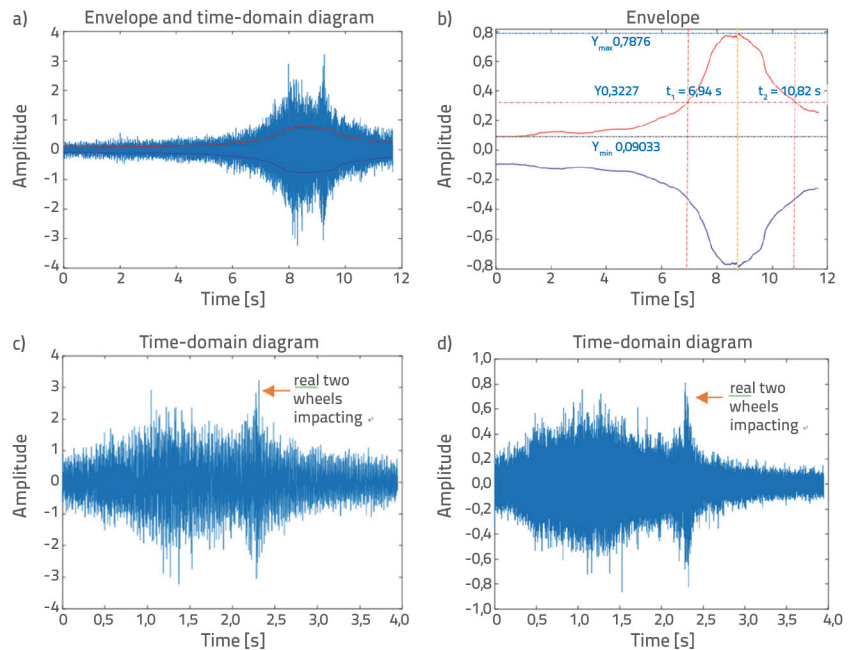 a)
Envelope and time-domain diagram
4
3
2
1
0
-1
-2
-3
-4
Amplitude
0 2 4 6 8 10 12
Time [s]
b)
Envelope
0,8
0,6
0,4
0,2
0,0
-0,2
-0,4
-0,6
-0,8
Amplitude
Ymax 0,7876
Y0,3227
t1 = 6,94 s
t2 = 10,82 s
Ymin 0,09033
0 2 4 6 8 10 12
Time [s]
c)
Time-domain diagram
4
3
2
1
0
-1
-2
-3
-4
Amplitude
real two
wheels
impacting
0 0,5 1,0 1,5 2,0 2,5 3,0 3,5 4,0
Time [s]
d)
Time-domain diagram
1,0
0,8
0,6
0,4
0,2
0,0
-0,2
-0,4
-0,6
-0,8
-1,0
Amplitude
real two
wheels
impacting
0 0,5 1,0 1,5 2,0 2,5 3,0 3,5 4,0
Time [s]